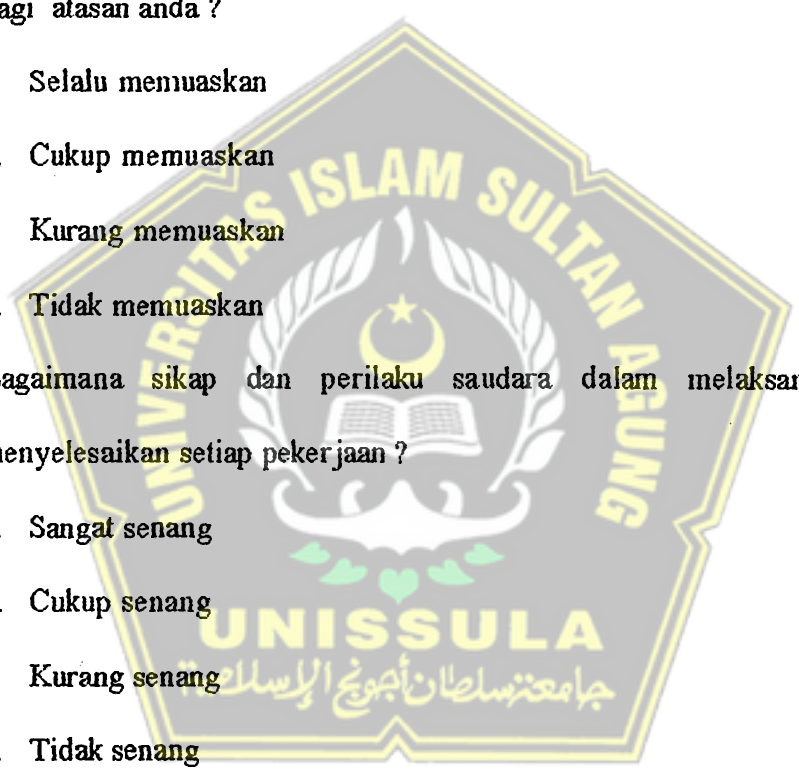 agi atasan anda ?
Selalu memuaskan
. Cukup memuaskan
Kurang memuaskan
. Tidak memuaskan
agaimana sikap dan perilaku saudara dalam melaksan
nenyelesaikan setiap pekerjaan ?
. Sangat senang
. Cukup senang
Kurang senang
. Tidak senang
UNIVERSITAS ISLAM SULTAN AGUNG
UNISSULA
جامعة سلطان أجونج الإسلامية